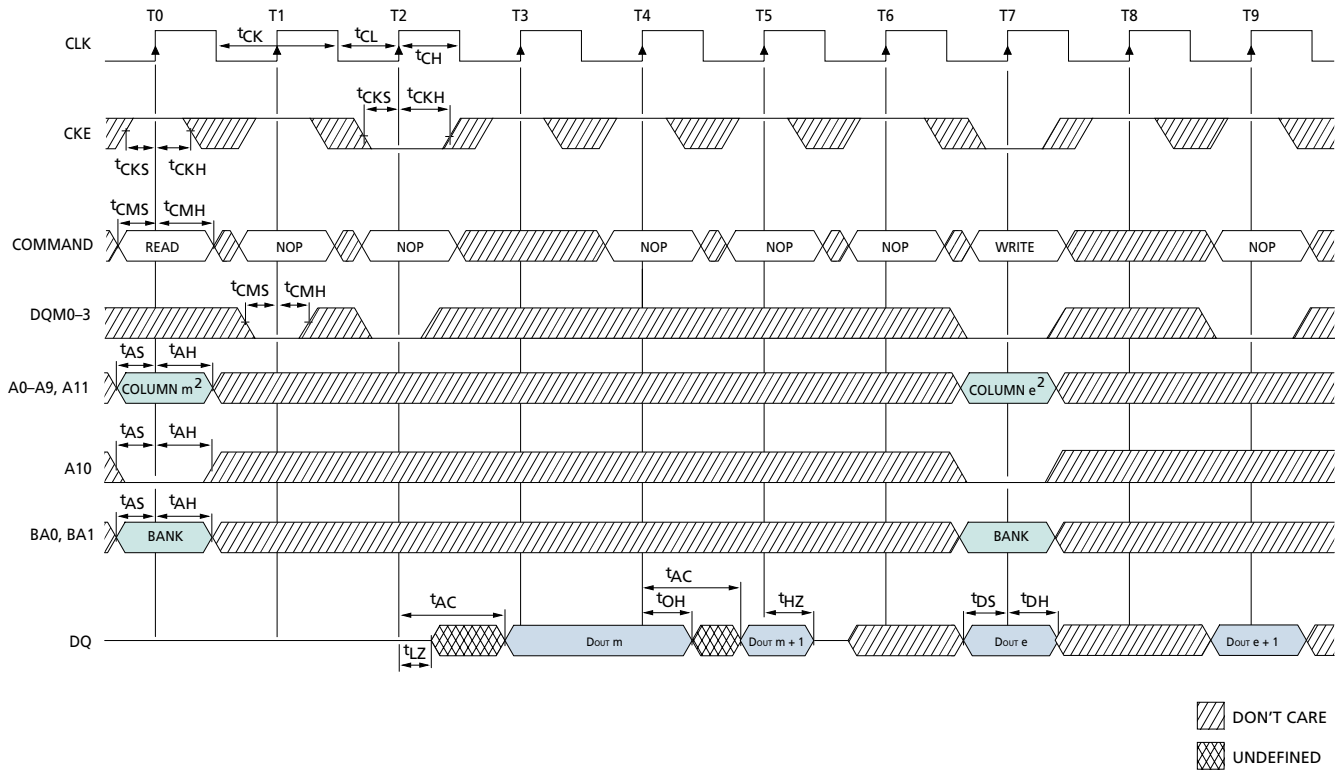 T0 T1 T2 T3 T4 T5 T6 T7 T8 T9
CLK
tCK tCL
tCH
tCKS tCKH
CKE
tCKS tCKH
tCMS tCMH
COMMAND READ NOP NOP NOP NOP NOP WRITE NOP
tCMS tCMH
DQM0–3
tAS tAH
A0–A9, A11 COLUMN m2 COLUMN e2
tAS tAH
A10
tAS tAH
BA0, BA1 BANK BANK
tAC
tAC tOH tHZ tDS tDH
DQ DOUT m DOUT m + 1 DOUT e DOUT e + 1
tLZ
DON'T CARE
UNDEFINED